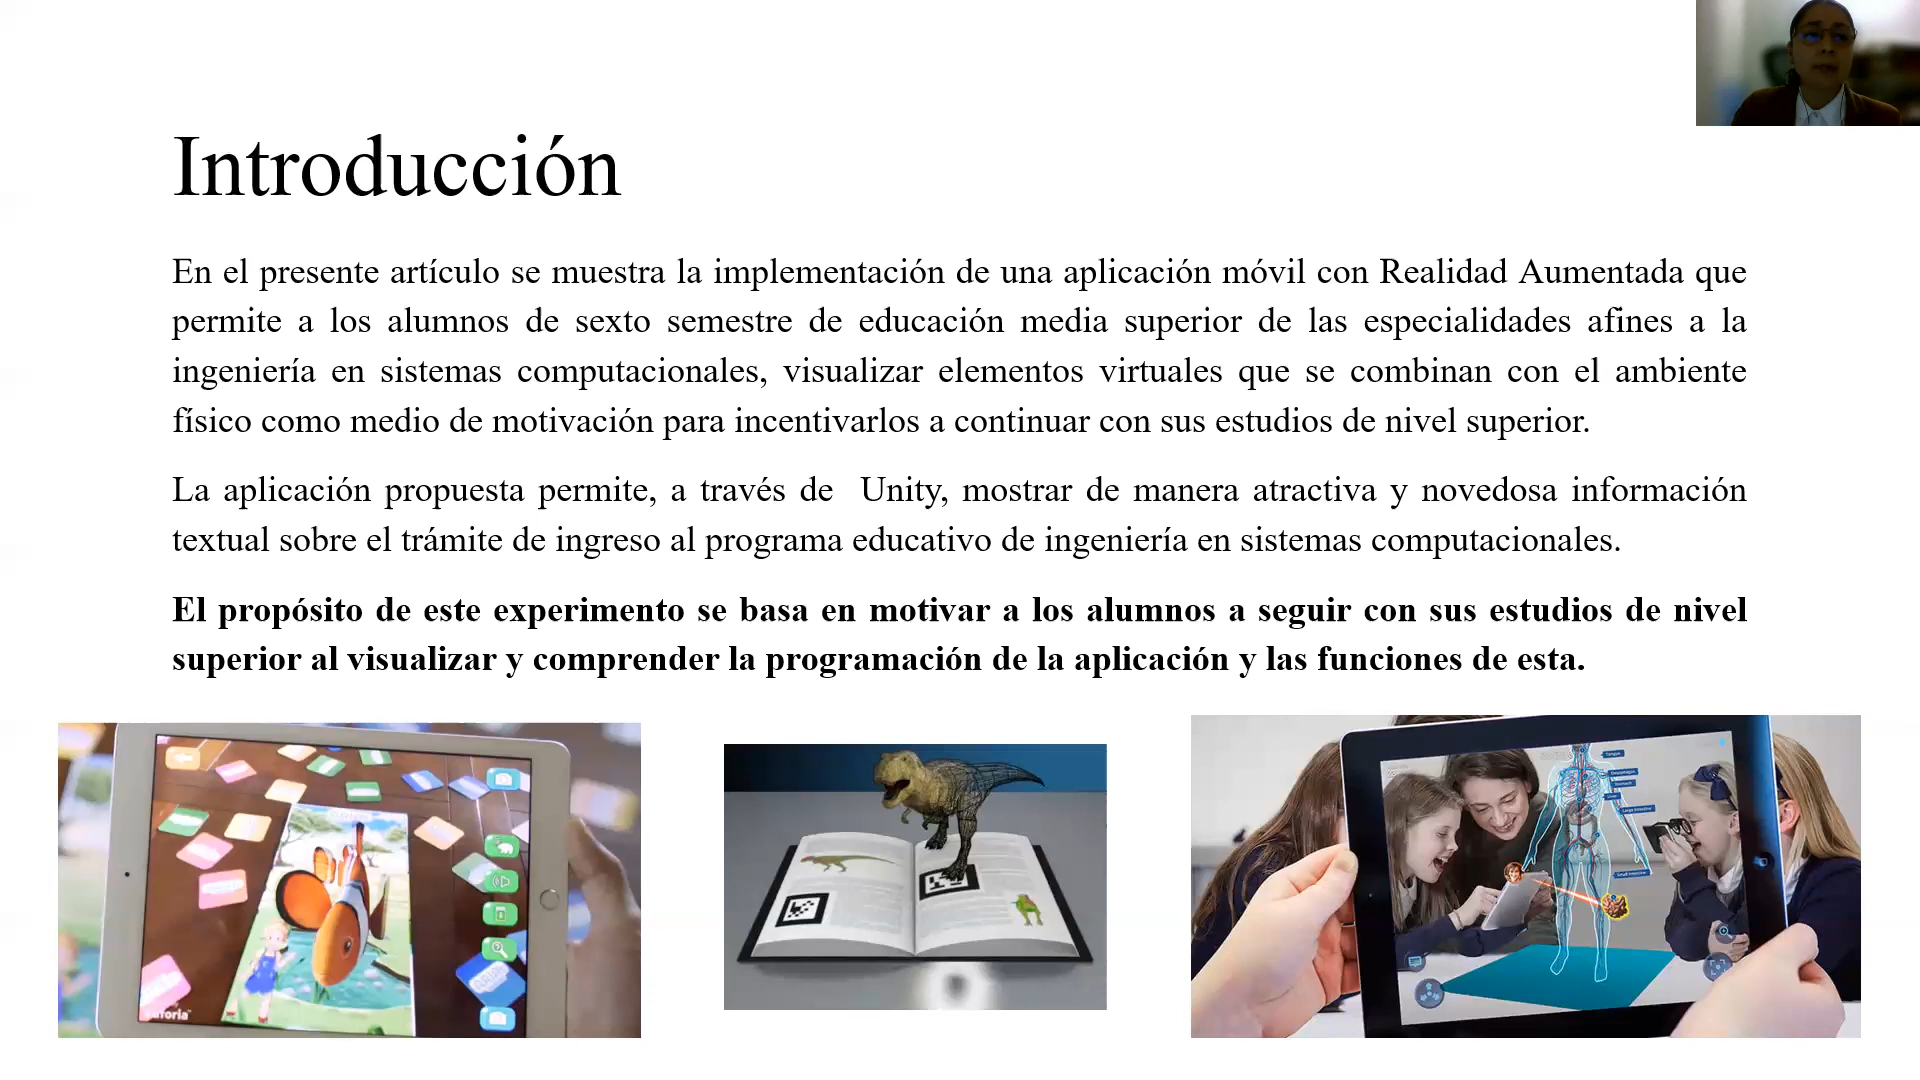 Introducción
En el presente artículo se muestra la implementación de una aplicación móvil con Realidad Aumentada que
permite a los alumnos de sexto semestre de educación media superior de las especialidades afines a la
ingeniería en sistemas computacionales, visualizar elementos virtuales que se combinan con el ambiente
físico como medio de motivación para incentivarlos a continuar con sus estudios de nivel superior.
La aplicación propuesta permite, a través de  Unity, mostrar de manera atractiva y novedosa información
textual sobre el trámite de ingreso al programa educativo de ingeniería en sistemas computacionales.
El propósito de este experimento se basa en motivar a los alumnos a seguir con sus estudios de nivel
superior al visualizar y comprender la programación de la aplicación y las funciones de esta.